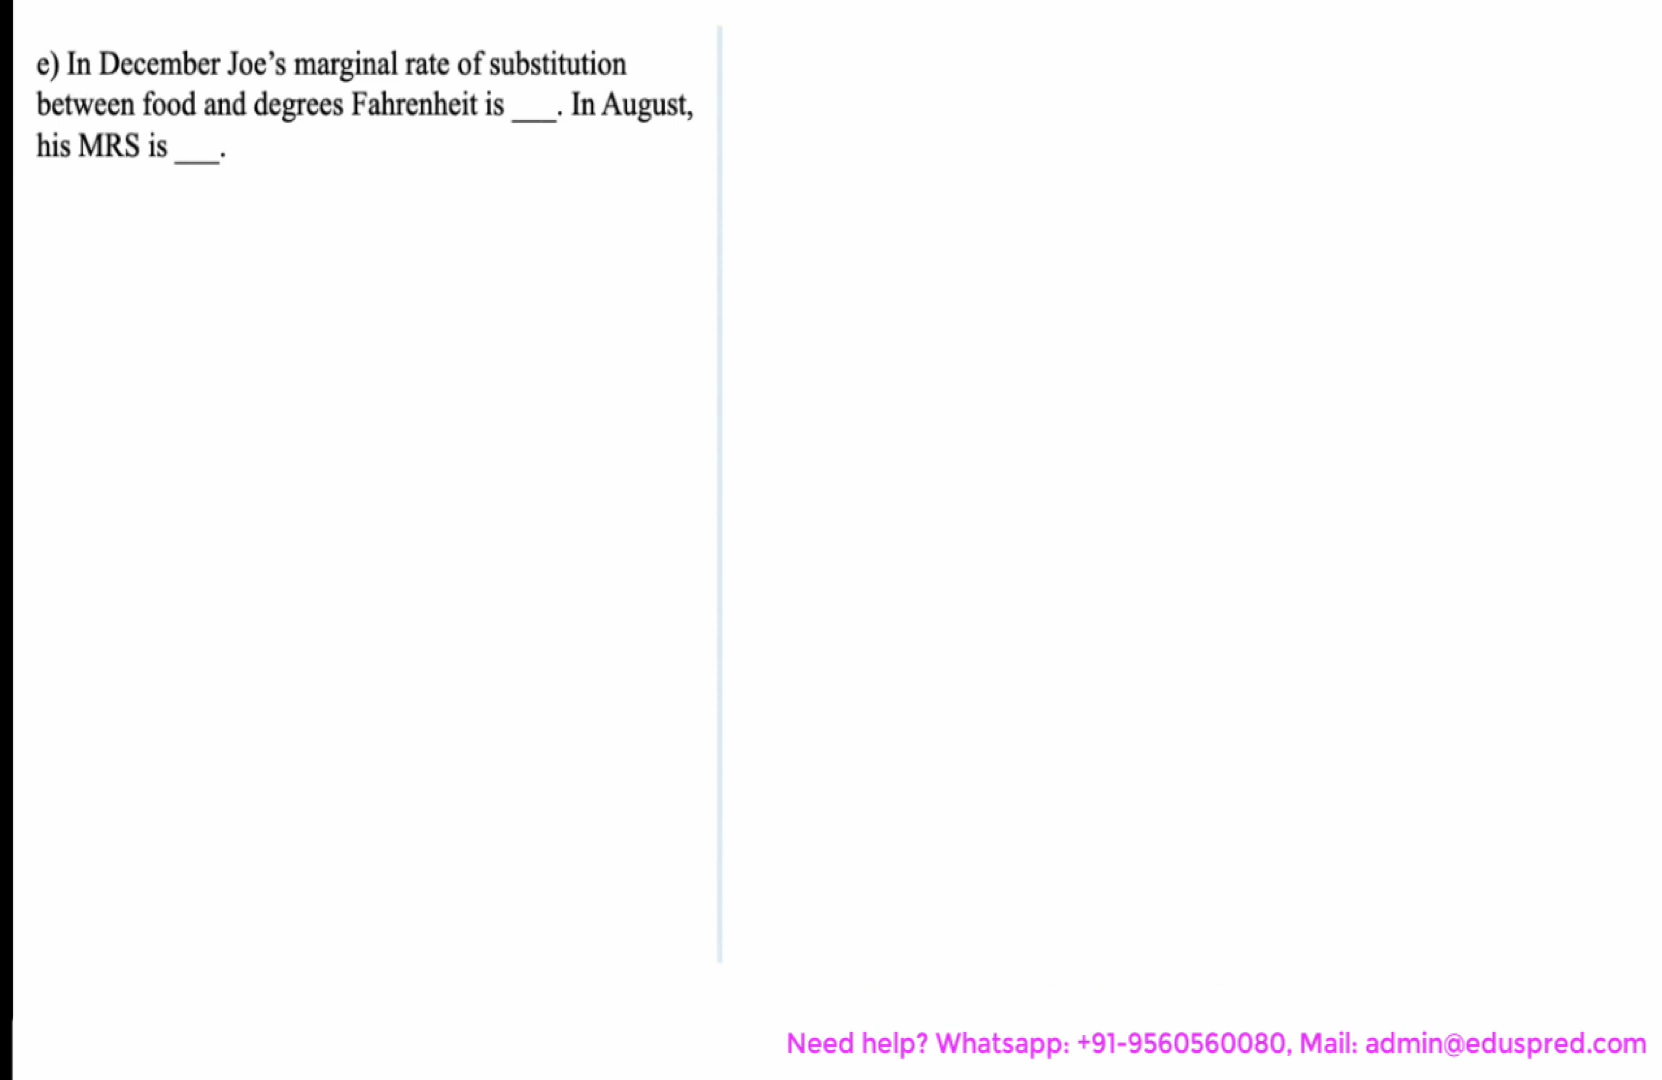 e) In December Joe’s marginal rate of substitution
between food and degrees Fahrenheit is ___. In August,
his MRS is ___.
Need help? Whatsapp: +91-9560560080, Mail: admin@eduspred.com